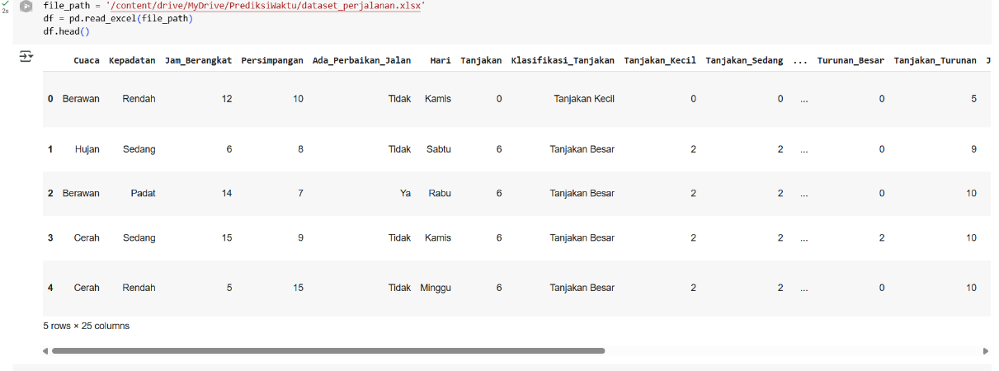 2s
file_path = '/content/drive/MyDrive/PrediksiWaktu/dataset_perjalanan.xlsx'
df = pd.read_excel(file_path)
df.head()
Cuaca Kepadatan Jam_Berangkat Persimpangan Ada_Perbaikan_Jalan Hari Tanjakan Klasifikasi_Tanjakan Tanjakan_Kecil Tanjakan_Sedang ... Turunan_Besar Tanjakan_Turunan J
0 Berawan Rendah 12 10 Tidak Kamis 0 Tanjakan Kecil 0 0 ... 0 5
1 Hujan Sedang 6 8 Tidak Sabtu 6 Tanjakan Besar 2 2 ... 0 9
2 Berawan Padat 14 7 Ya Rabu 6 Tanjakan Besar 2 2 ... 0 10
3 Cerah Sedang 15 9 Tidak Kamis 6 Tanjakan Besar 2 2 ... 2 10
4 Cerah Rendah 5 15 Tidak Minggu 6 Tanjakan Besar 2 2 ... 0 10
5 rows × 25 columns